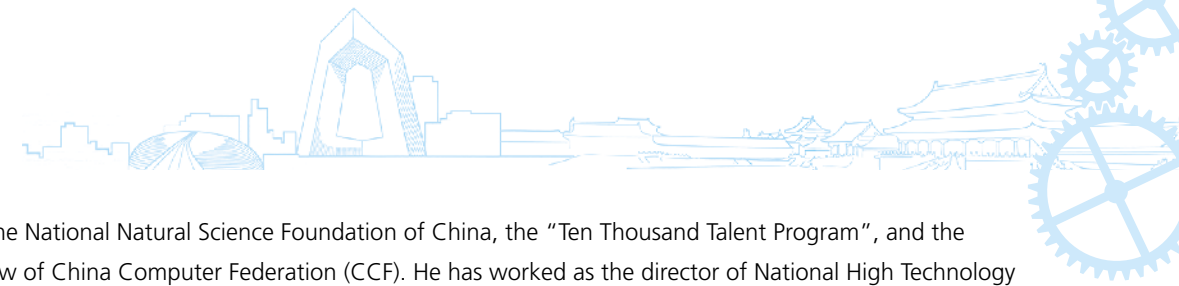 National Natural Science Foundation of China, the “Ten Thousand Talent Program”, and the
of China Computer Federation (CCF). He has worked as the director of National High Technology